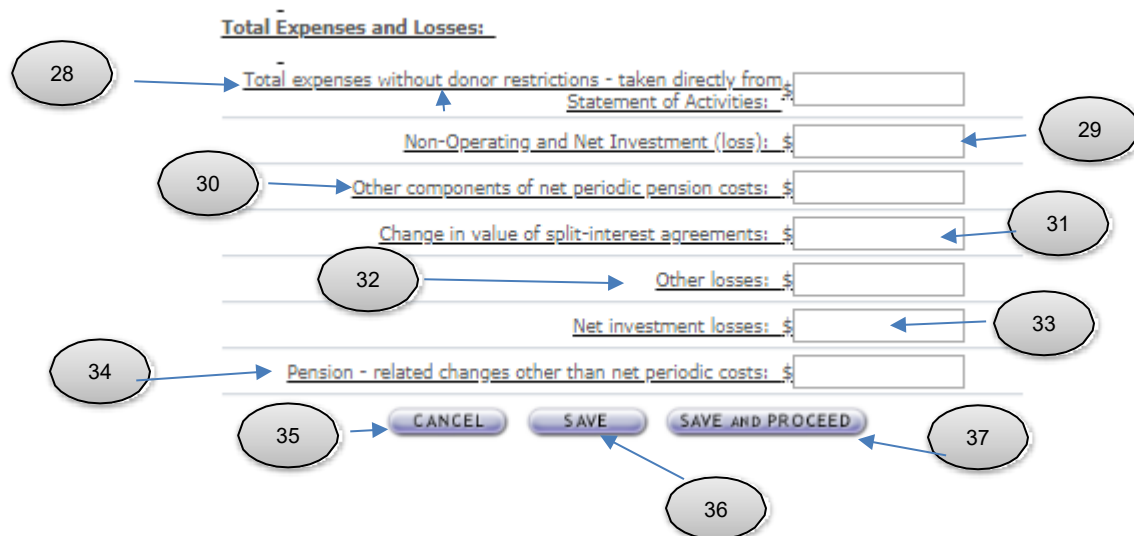 Total Expenses and Losses:
28
Total expenses without donor restrictions - taken directly from $
Statement of Activities:
Non-Operating and Net Investment (loss): $
29
30
Other components of net periodic pension costs: $
Change in value of split-interest agreements: $
31
32
Other losses: $
Net investment losses: $
33
34
Pension - related changes other than net periodic costs: $
35
CANCEL SAVE SAVE AND PROCEED
37
36